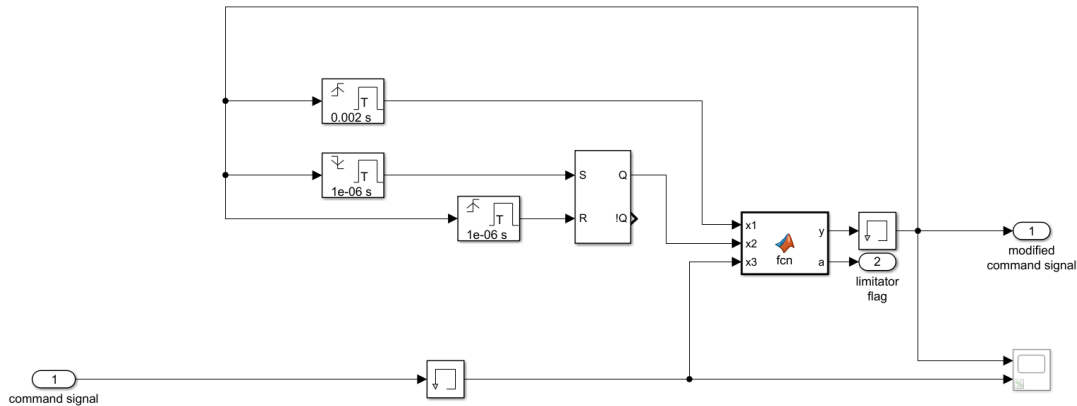 T
0.002 s
T
1e-06 s
S
Q
T
1e-06 s
R
!Q
x1
x2
x3
fcn
y
a
1
modified
command signal
2
limitator
flag
1
command signal